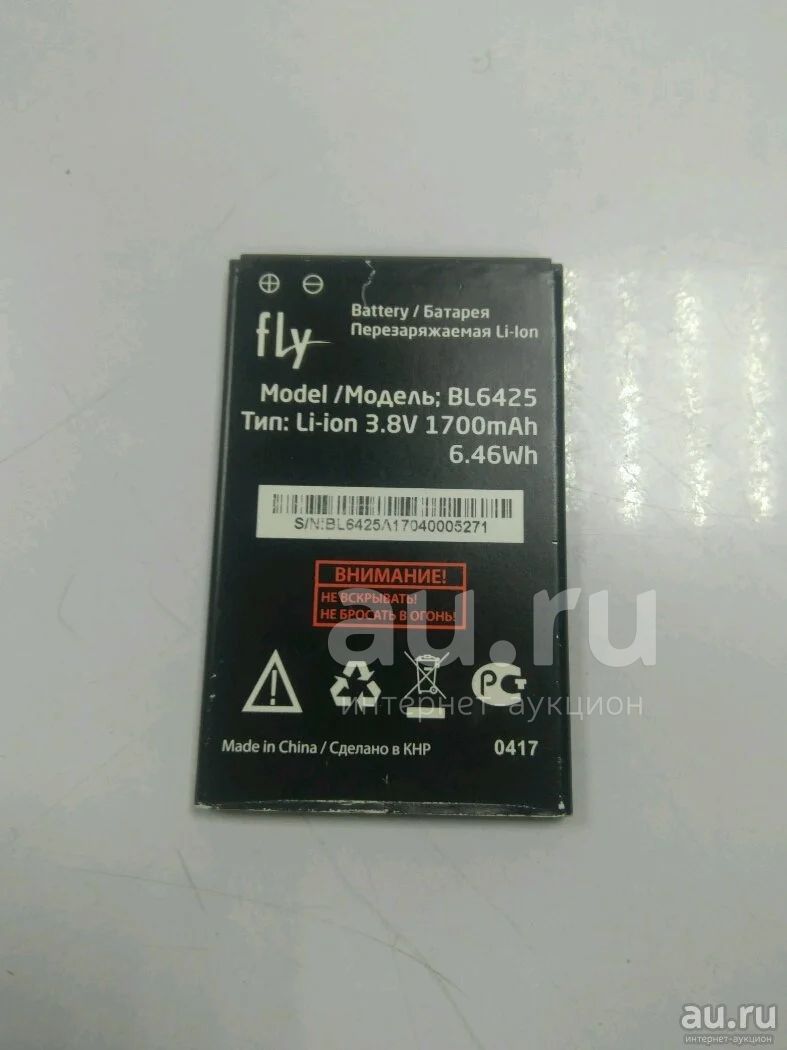 fly
Battery / Батарея
Перезаряжаемая Li-Ion
Model /Модель; BL6425
Тип: Li-ion 3.8V 1700mAh
6.46Wh
S/N:BL6425A17040005271
ВНИМАНИЕ!
НЕ ВСКРЫВАТЬ!
НЕ БРОСАТЬ В ОГОНЬ!
au.ru
интернет-аукцион
Made in China / Сделано в КНР
0417
au.ru
интернет-аукцион